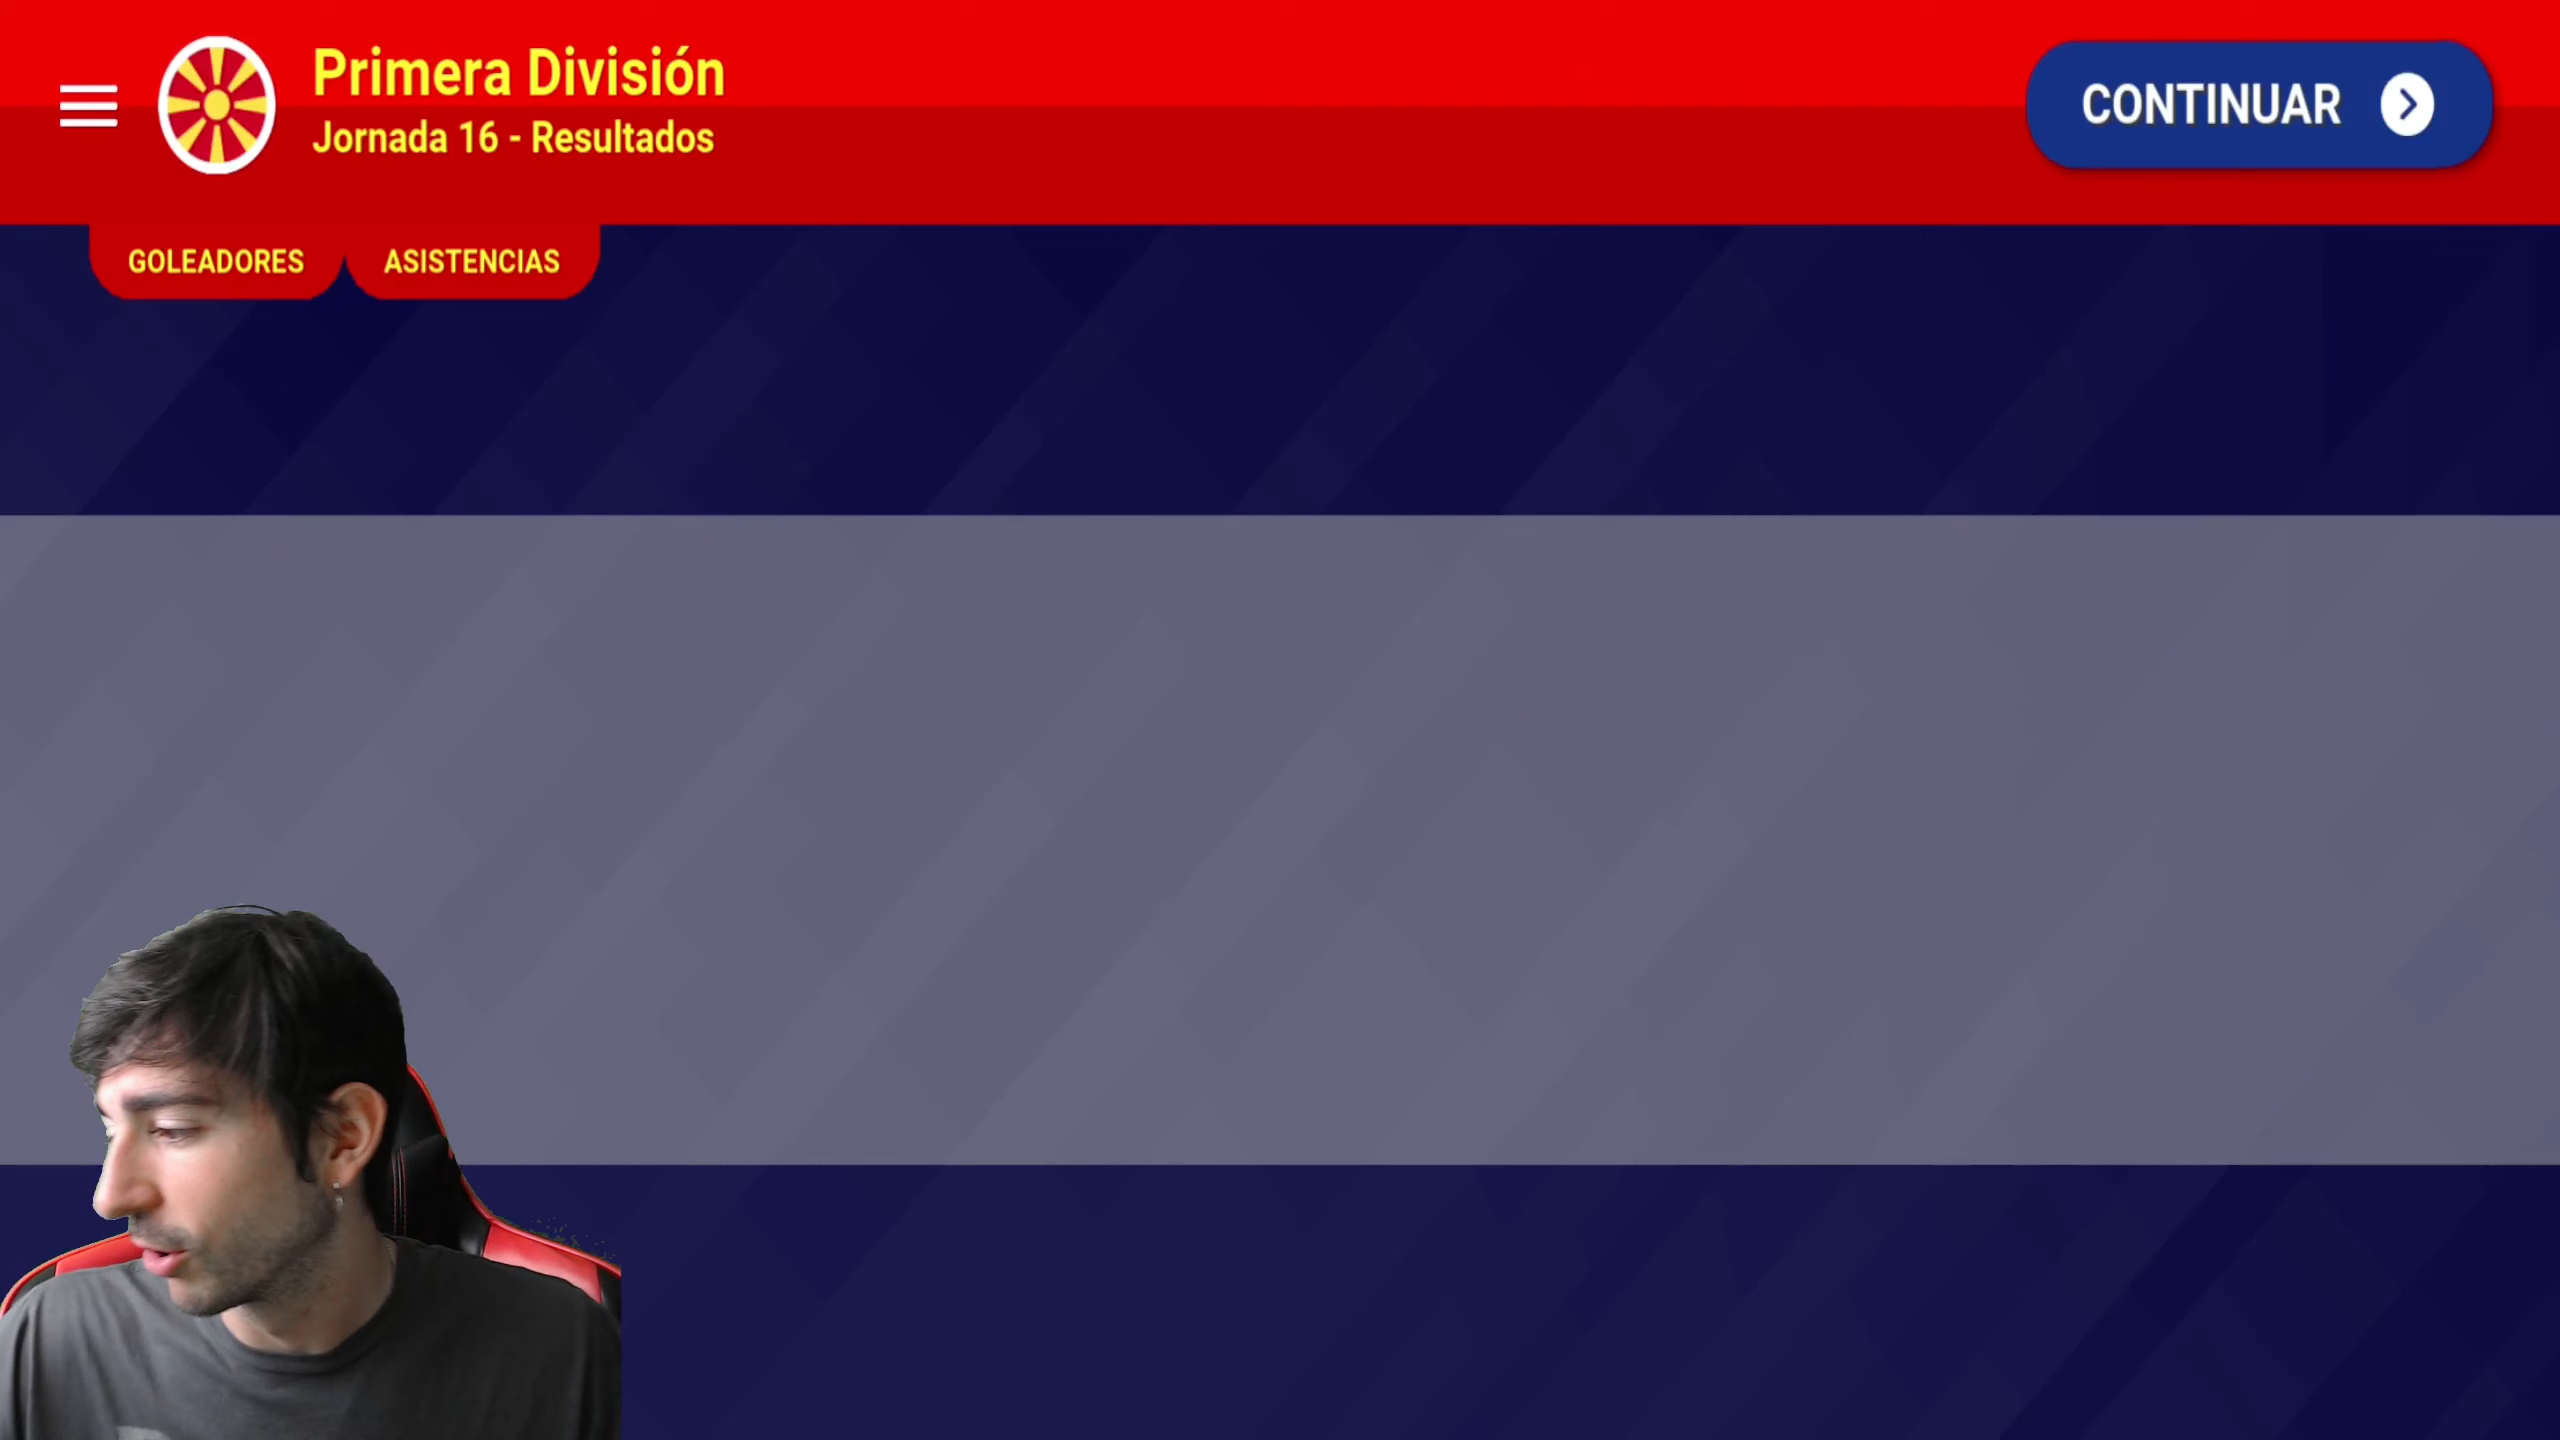 Primera División
Jornada 16 - Resultados
CONTINUAR
GOLEADORES
ASISTENCIAS